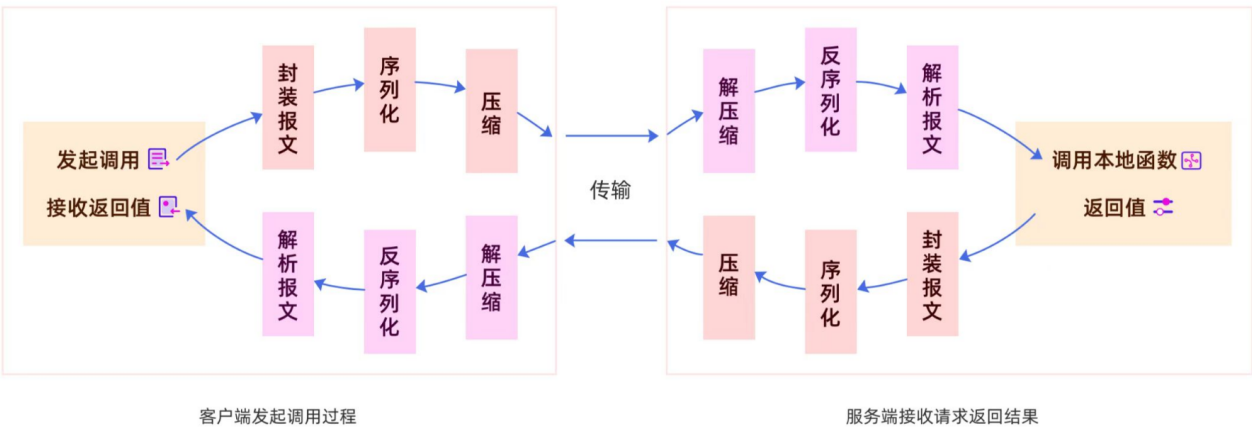 发起调用
接收返回值
封装报文
序列化
压缩
解析报文
反序列化
解压缩
传输
解压缩
反序列化
解析报文
压缩
序列化
封装报文
调用本地函数
返回值
客户端发起调用过程
服务端接收请求返回结果